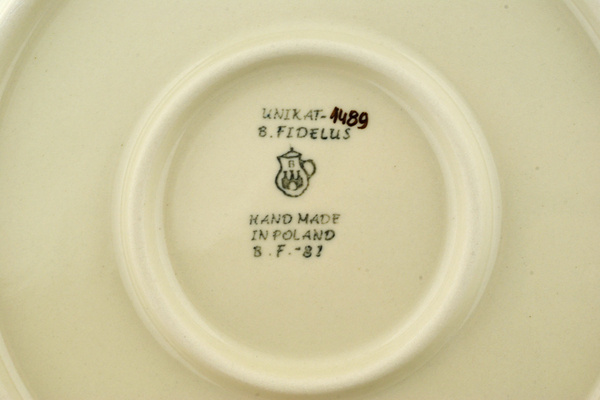 UNIKAT-1489
B. FIDELUS
B
HAND MADE
IN POLAND
B. F.-81